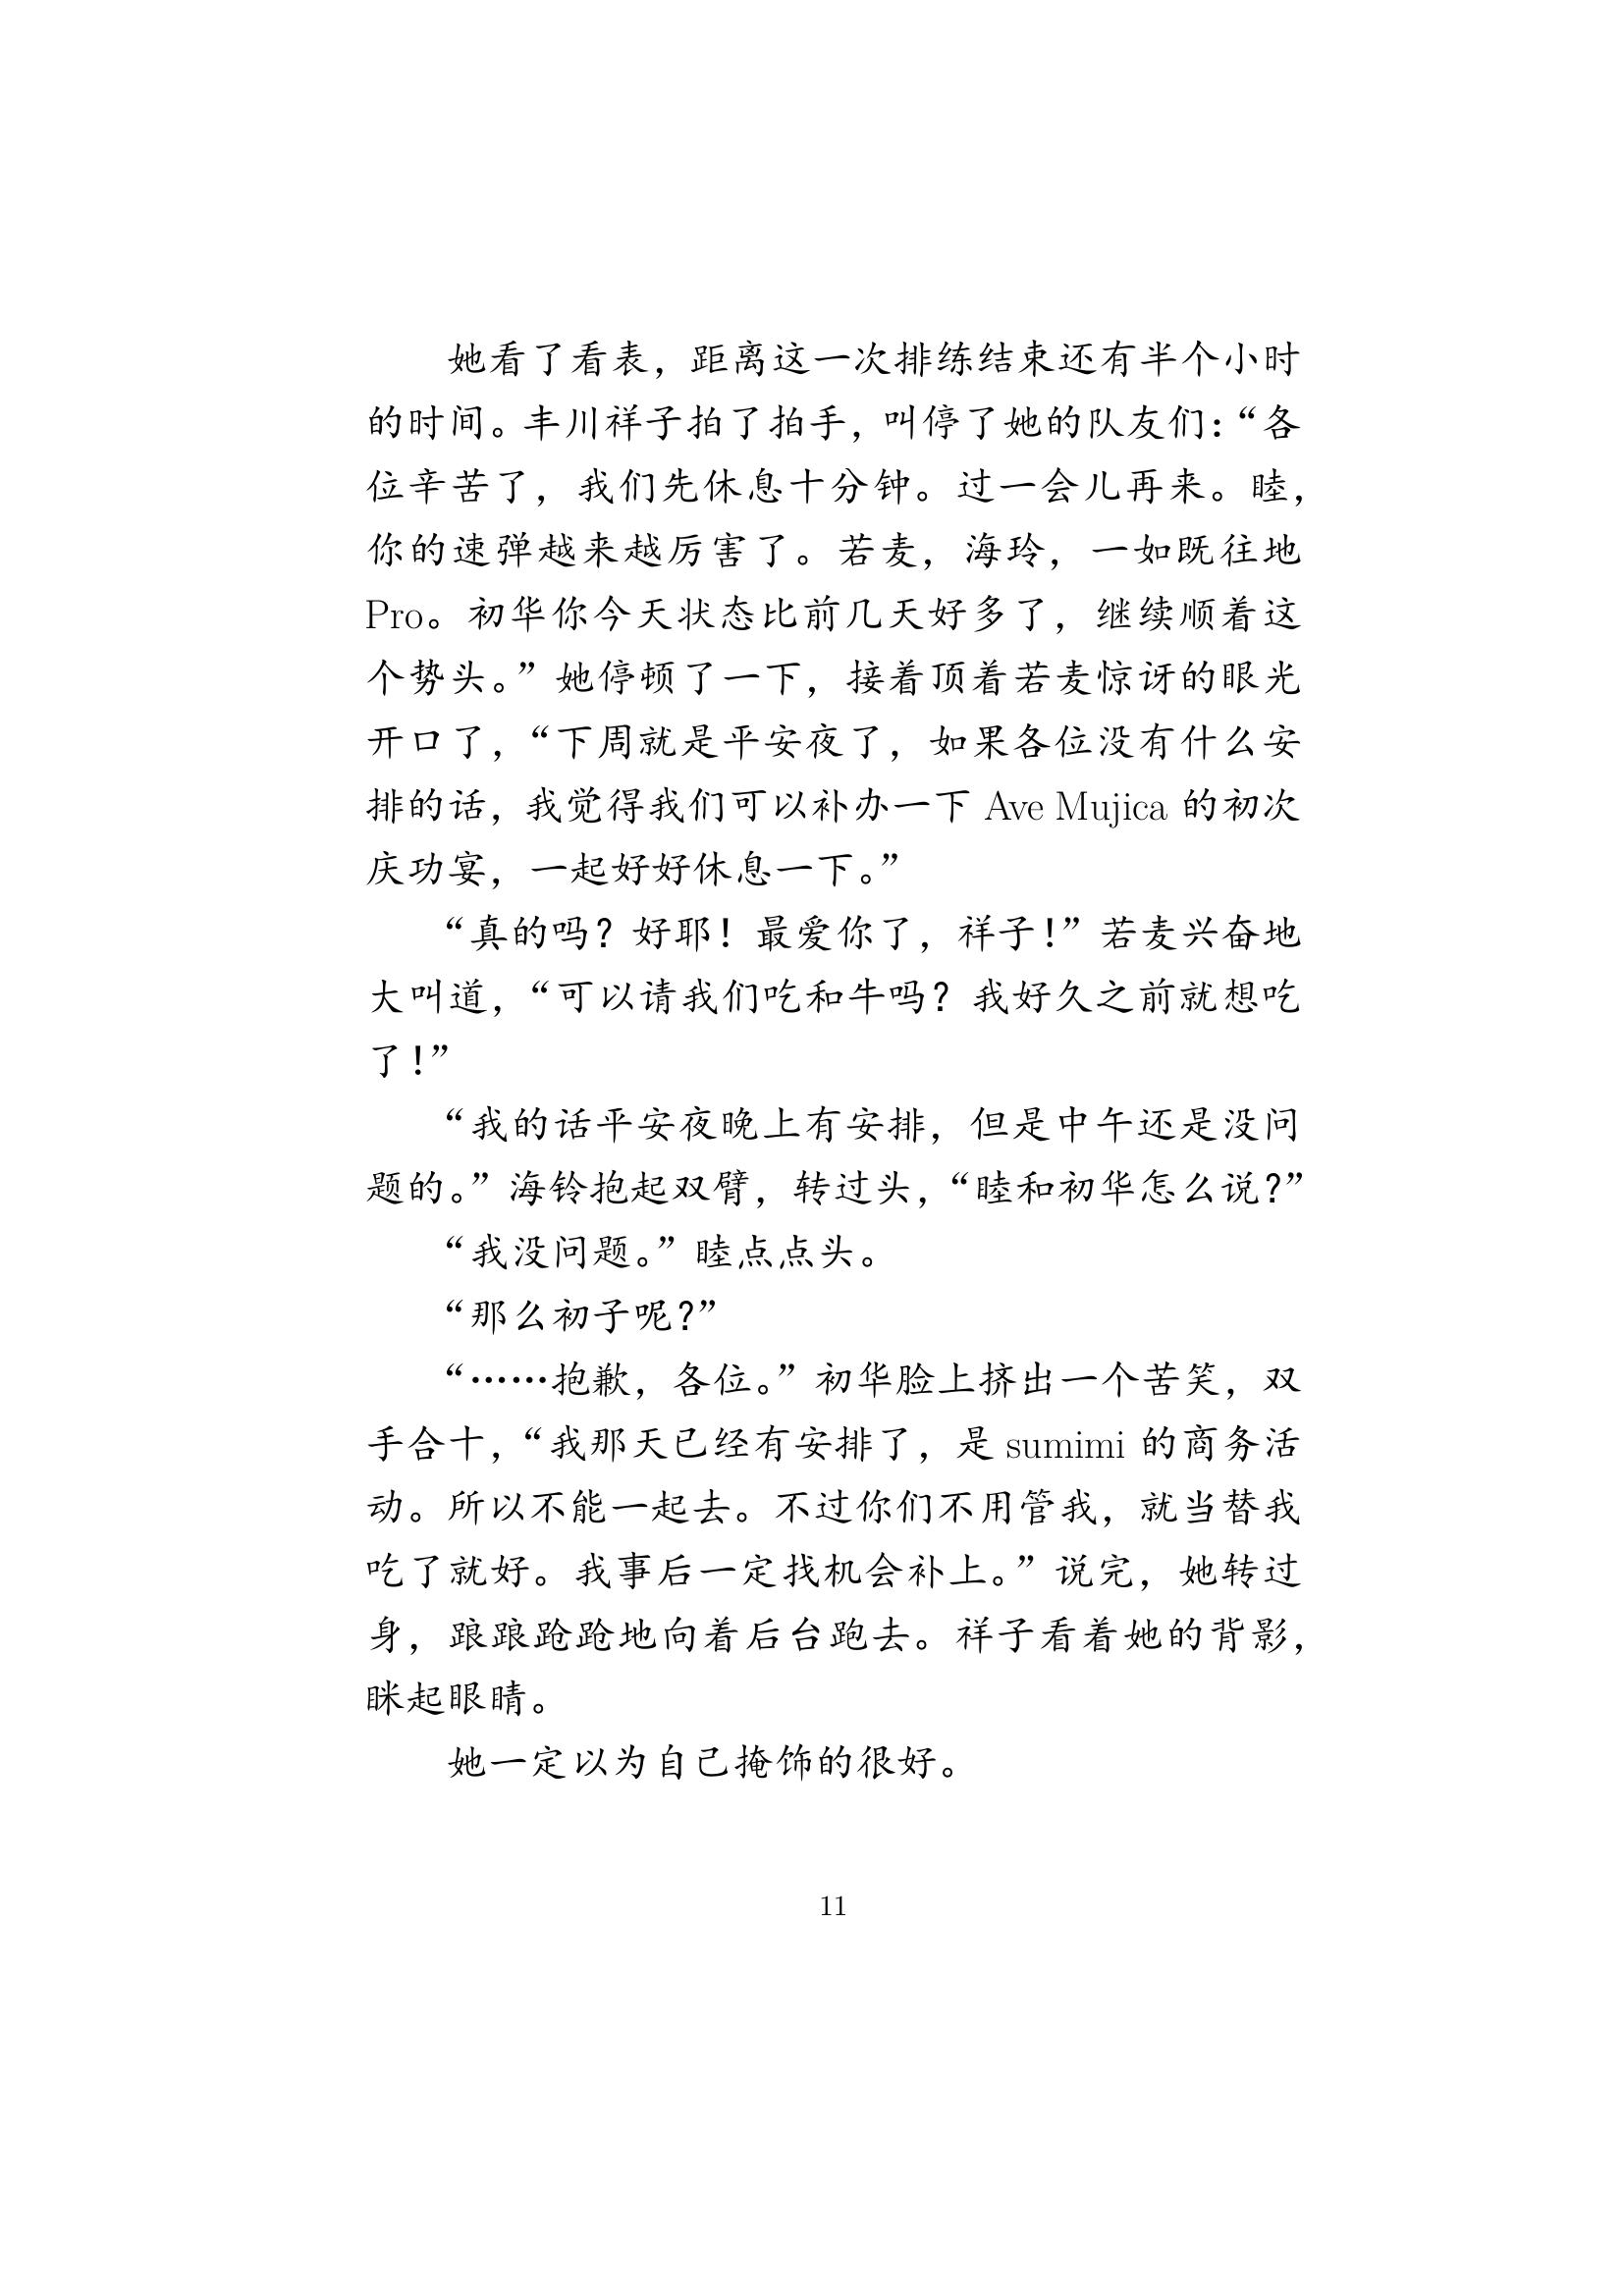 她看了看表，距离这一次排练结束还有半个小时
的时间。丰川祥子拍了拍手，叫停了她的队友们：“各
位辛苦了，我们先休息十分钟。过一会儿再来。睦，
你的速弹越来越厉害了。若麦，海玲，一如既往地
Pro。初华你今天状态比前几天好多了，继续顺着这
个势头。”她停顿了一下，接着顶着若麦惊讶的眼光
开口了，“下周就是平安夜了，如果各位没有什么安
排的话，我觉得我们可以补办一下 Ave Mujica 的初次
庆功宴，一起好好休息一下。”
“真的吗？好耶！最爱你了，祥子！”若麦兴奋地
大叫道，“可以请我们吃和牛吗？我好久之前就想吃
了！”
“我的话平安夜晚上有安排，但是中午还是没问
题的。”海铃抱起双臂，转过头，“睦和初华怎么说？”
“我没问题。”睦点点头。
“那么初子呢？”
“……抱歉，各位。”初华脸上挤出一个苦笑，双
手合十，“我那天已经有安排了，是 sumimi 的商务活
动。所以不能一起去。不过你们不用管我，就当替我
吃了就好。我事后一定找机会补上。”说完，她转过
身，踉踉跄跄地向着后台跑去。祥子看着她的背影，
眯起眼睛。
她一定以为自己掩饰的很好。
11